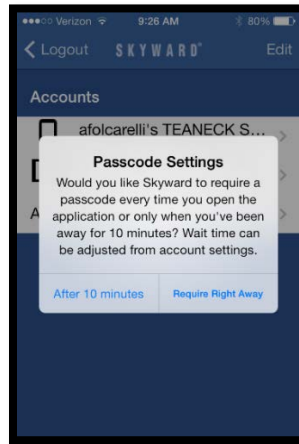 Verizon 9:26 AM 80%
Logout SKYWARD Edit
Accounts
afolcarelli's TEANECK S...
A
Passcode Settings
Would you like Skyward to require a
passcode every time you open the
application or only when you've been
away for 10 minutes? Wait time can
be adjusted from account settings.
After 10 minutes Require Right Away